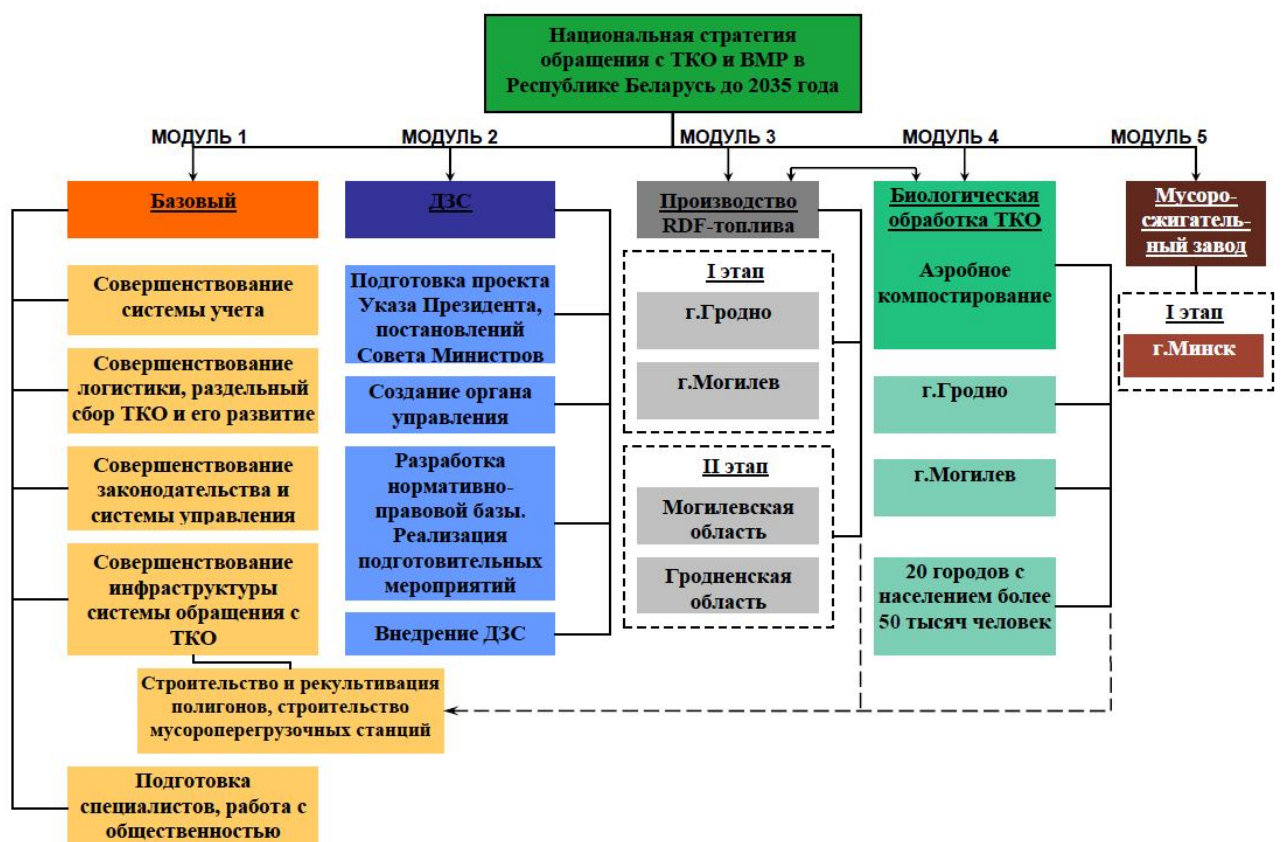 Национальная стратегия
обращения с ТКО и ВМР в
Республике Беларусь до 2035 года
МОДУЛЬ 1
МОДУЛЬ 2
МОДУЛЬ 3
МОДУЛЬ 4
МОДУЛЬ 5
Базовый
Совершенствование
системы учета
Совершенствование
логистики, раздельный
сбор ТКО и его развитие
Совершенствование
законодательства и
системы управления
Совершенствование
инфраструктуры
системы обращения с
ТКО
Строительство и рекультивация
полигонов, строительство
мусороперегрузочных станций
Подготовка
специалистов, работа с
общественностью
ДЗС
Подготовка проекта
Указа Президента,
постановлений
Совета Министров
Создание органа
управления
Разработка
нормативно-
правовой базы.
Реализация
подготовительных
мероприятий
Внедрение ДЗС
Производство
RDF-топлива
I этап
г.Гродно
г.Могилев
II этап
Могилевская
область
Гродненская
область
Биологическая
обработка ТКО
Аэробное
компостирование
г.Гродно
г.Могилев
20 городов с
населением более
50 тысяч человек
Мусоро-
сжигатель-
ный завод
I этап
г.Минск